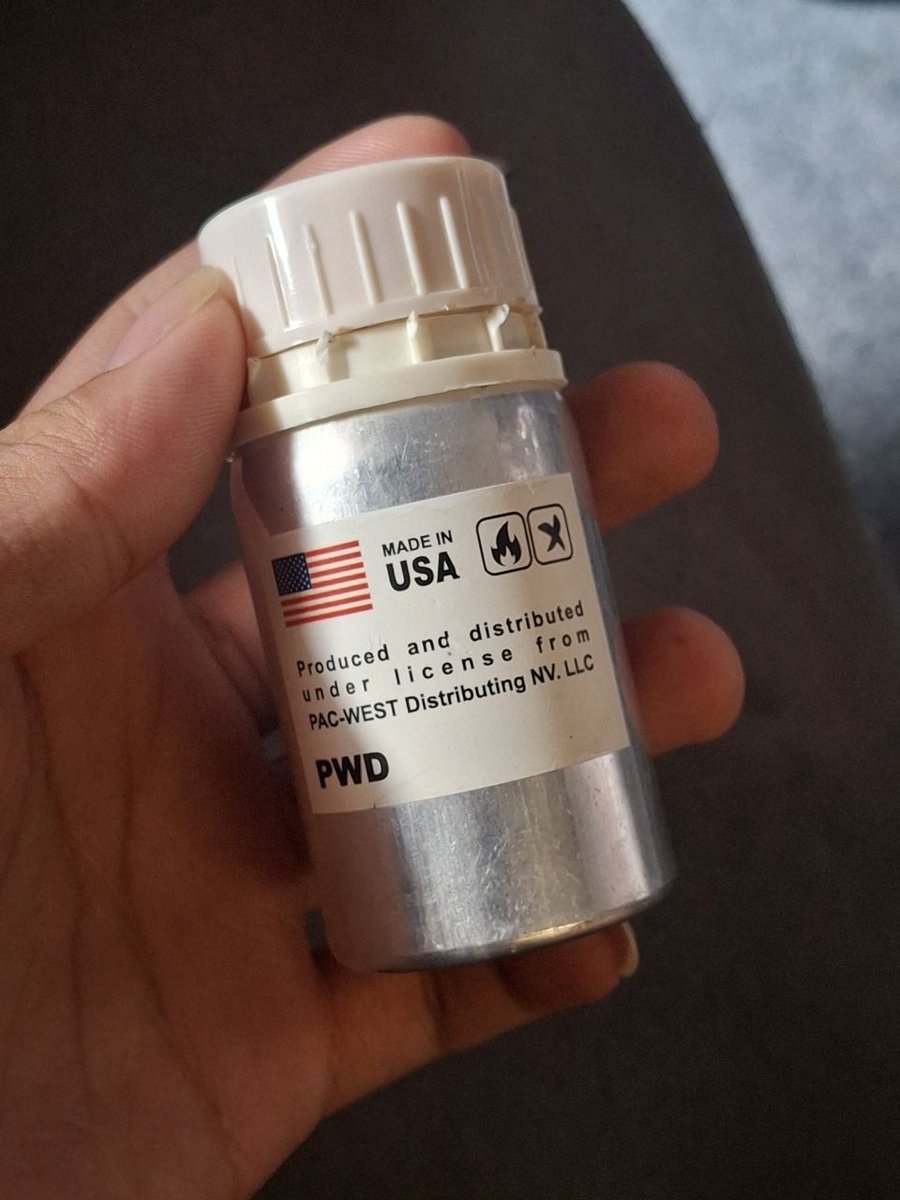 MADE IN
USA
Produced and distributed
under license from
PAC-WEST Distributing NV. LLC
PWD